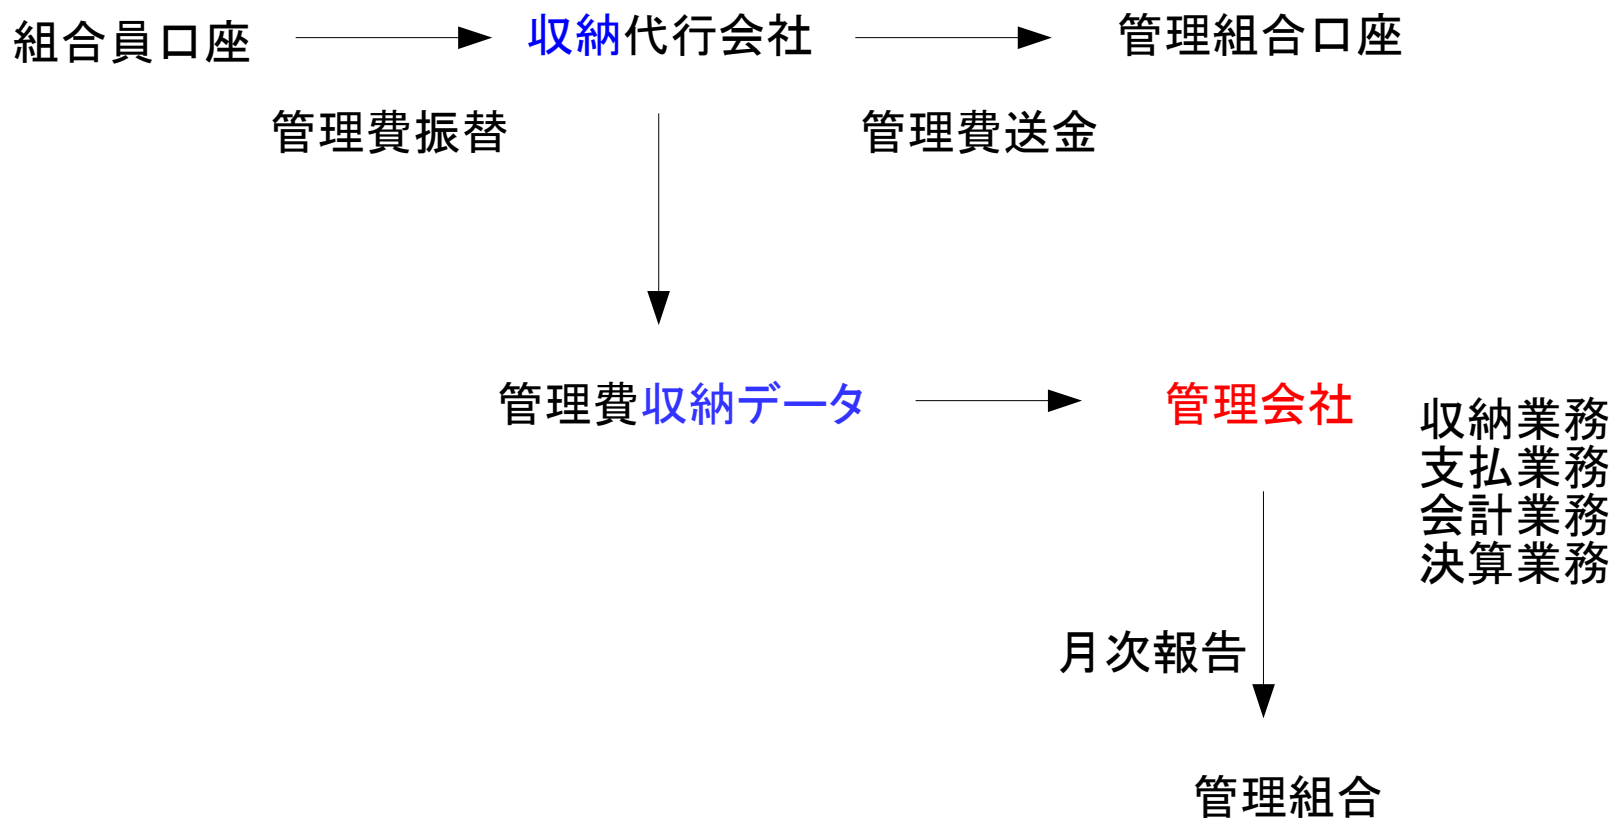 組合員口座
収納代行会社
管理組合口座
管理費振替
管理費送金
管理費収納データ
管理会社
収納業務
支払業務
会計業務
決算業務
月次報告
管理組合